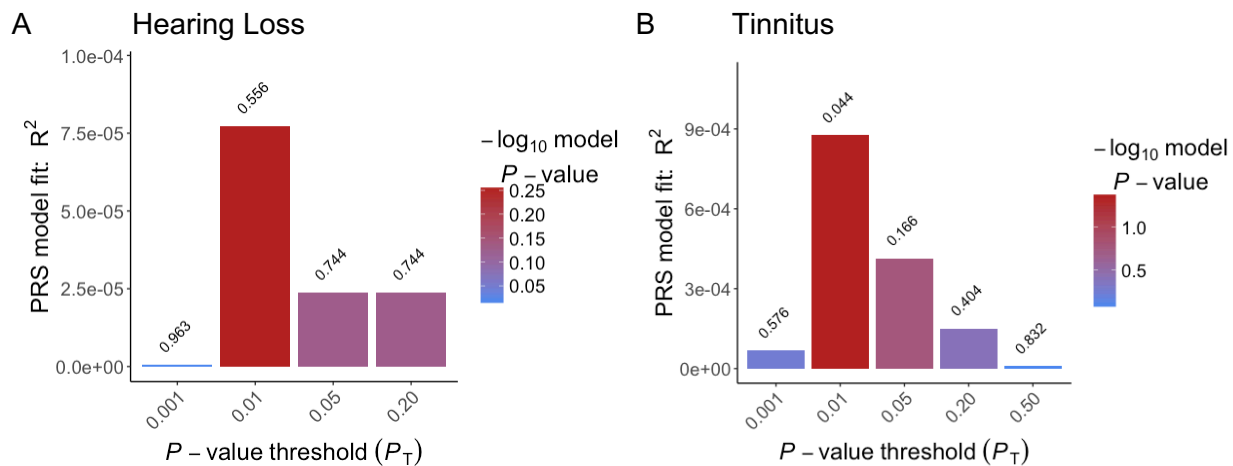 A Hearing Loss
1.0e-04
7.5e-05
5.0e-05
2.5e-05
0.0e+00
PRS model fit: R²
0.963
0.556
0.744
0.744
0.001
0.01
0.05
0.20
P – value threshold (P_T)
– log₁₀ model
P – value
0.25
0.20
0.15
0.10
0.05
B Tinnitus
9e-04
6e-04
3e-04
0e+00
PRS model fit: R²
0.576
0.044
0.166
0.404
0.832
0.001
0.01
0.05
0.20
0.50
P – value threshold (P_T)
– log₁₀ model
P – value
1.0
0.5